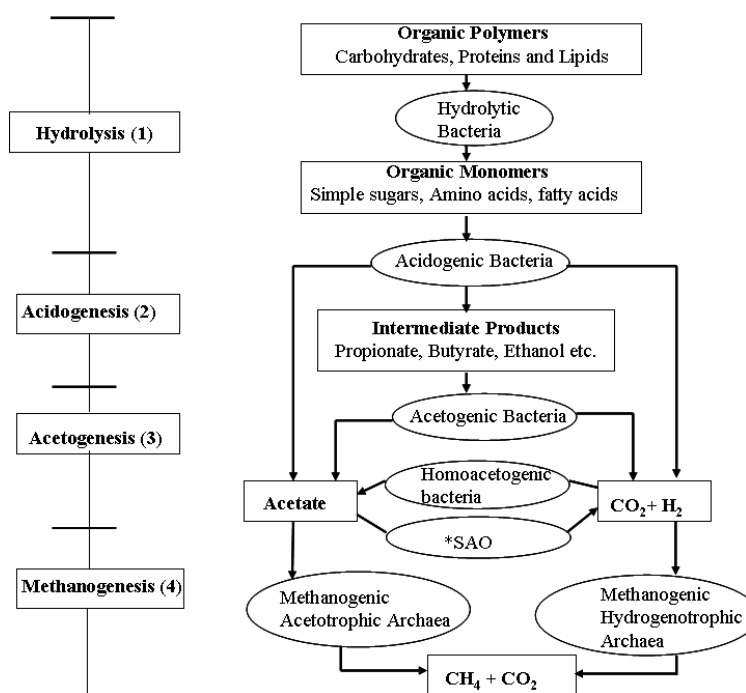 Organic Polymers
Carbohydrates, Proteins and Lipids
Hydrolysis (1)
Hydrolytic
Bacteria
Organic Monomers
Simple sugars, Amino acids, fatty acids
Acidogenic Bacteria
Acidogenesis (2)
Intermediate Products
Propionate, Butyrate, Ethanol etc.
Acetogenesis (3)
Acetogenic Bacteria
Homoacetogenic
bacteria
Acetate
CO₂ + H₂
*SAO
Methanogenesis (4)
Methanogenic
Acetotrophic Archaea
Methanogenic
Hydrogenotrophic
Archaea
CH₄ + CO₂